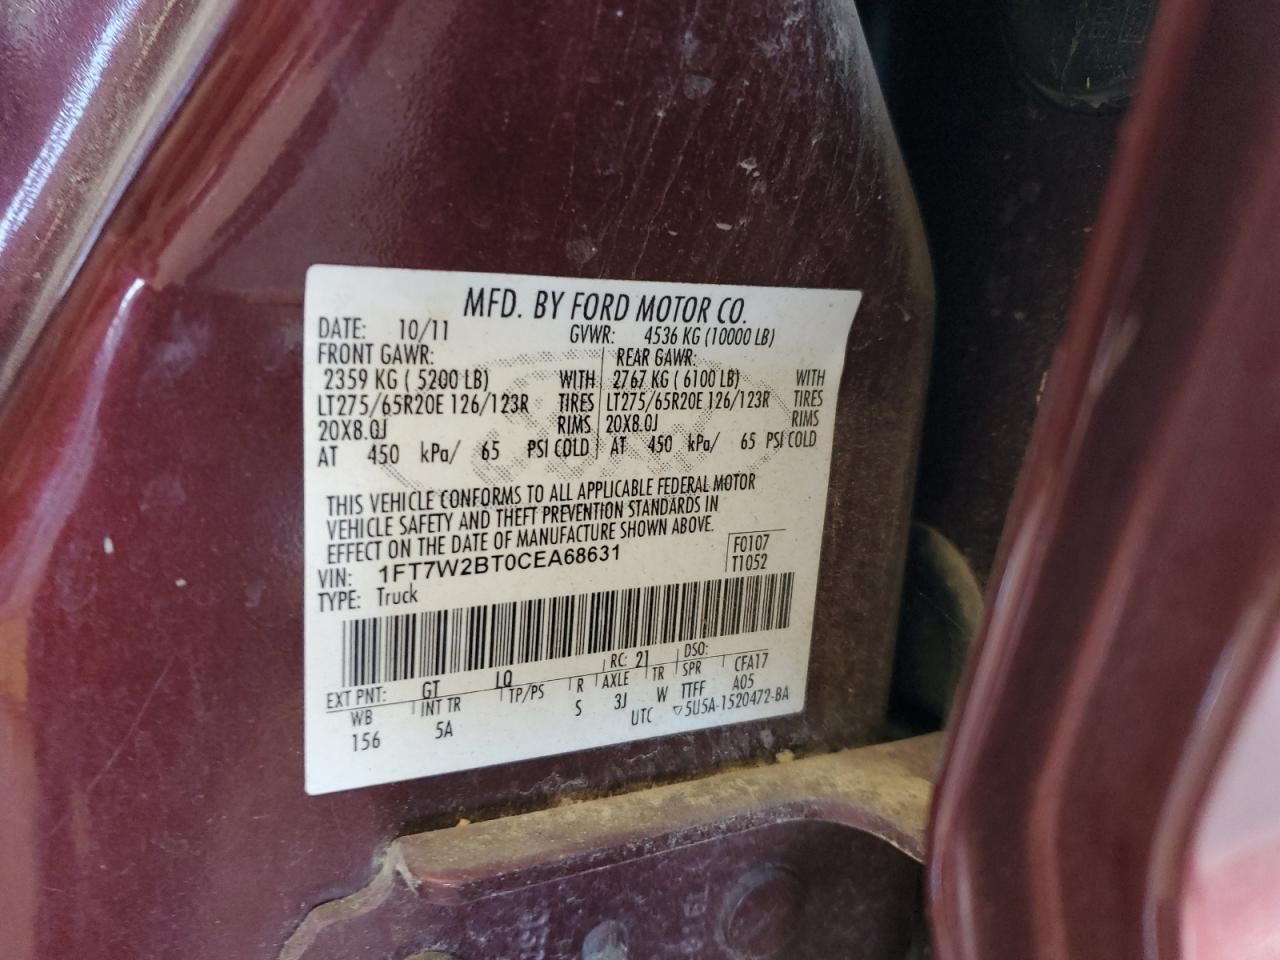 MFD. BY FORD MOTOR CO.
DATE: 10/11 GVWR: 4536 KG (10000 LB)
FRONT GAWR: REAR GAWR:
2359 KG ( 5200 LB) WITH 2767 KG ( 6100 LB) WITH
LT275/65R20E 126/123R TIRES LT275/65R20E 126/123R TIRES
20X8.0J RIMS 20X8.0J RIMS
AT 450 kPa/ 65 PSI COLD AT 450 kPa/ 65 PSI COLD
THIS VEHICLE CONFORMS TO ALL APPLICABLE FEDERAL MOTOR
VEHICLE SAFETY AND THEFT PREVENTION STANDARDS IN
EFFECT ON THE DATE OF MANUFACTURE SHOWN ABOVE.
VIN: 1FT7W2BT0CEA68631 F0107
TYPE: Truck T1052
EXT PNT: GT LQ RC: 21 DSO:
WB INT TR TP/PS R AXLE TR SPR CFA17
156 5A S 3J W TTFF A05
UTC ▽5U5A-1520472-BA